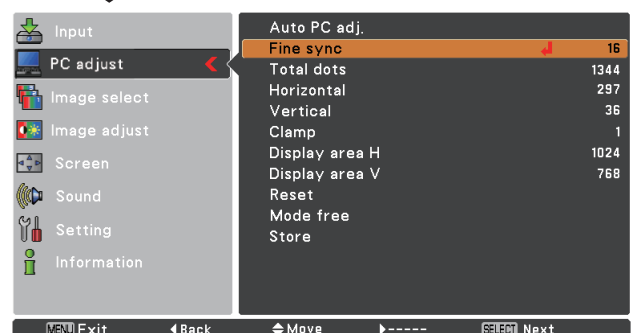 Input
PC adjust
Image select
Image adjust
Screen
Sound
Setting
Information
Auto PC adj.
Fine sync 16
Total dots 1344
Horizontal 297
Vertical 36
Clamp 1
Display area H 1024
Display area V 768
Reset
Mode free
Store
MENU Exit ◀Back Move ▶----- SELECT Next